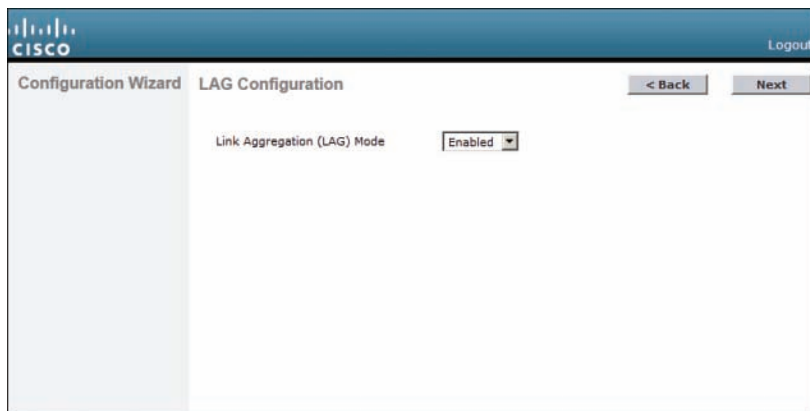 CISCO
Logout
Configuration Wizard
LAG Configuration
< Back
Next
Link Aggregation (LAG) Mode
Enabled